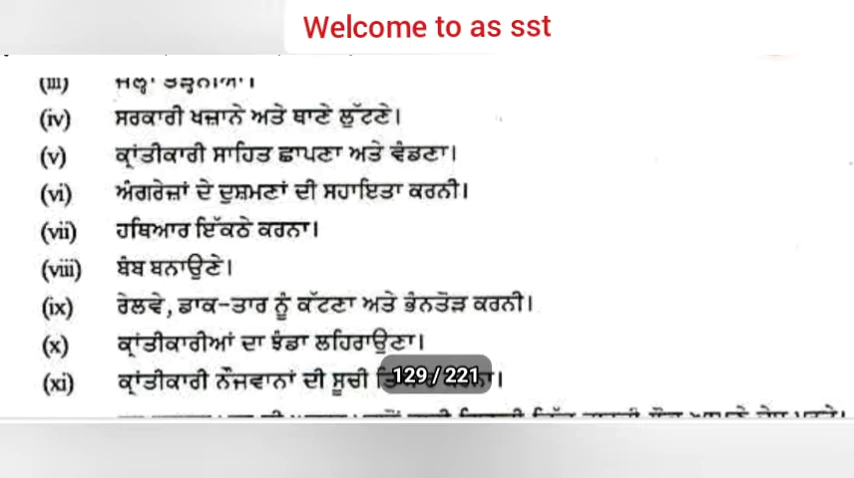 Welcome to as sst
(iii)
(iv) ਸਰਕਾਰੀ ਖਜ਼ਾਨੇ ਅਤੇ ਥਾਣੇ ਲੁੱਟਣੇ।
(v) ਕ੍ਰਾਂਤੀਕਾਰੀ ਸਾਹਿਤ ਛਾਪਣਾ ਅਤੇ ਵੰਡਣਾ।
(vi) ਅੰਗਰੇਜ਼ਾਂ ਦੇ ਦੁਸ਼ਮਣਾਂ ਦੀ ਸਹਾਇਤਾ ਕਰਨੀ।
(vii) ਹਥਿਆਰ ਇੱਕਠੇ ਕਰਨਾ।
(viii) ਬੰਬ ਬਨਾਉਣੇ।
(ix) ਰੇਲਵੇ, ਡਾਕ-ਤਾਰ ਨੂੰ ਕੱਟਣਾ ਅਤੇ ਭੰਨਤੋੜ ਕਰਨੀ।
(x) ਕ੍ਰਾਂਤੀਕਾਰੀਆਂ ਦਾ ਝੰਡਾ ਲਹਿਰਾਉਣਾ।
(xi) ਕ੍ਰਾਂਤੀਕਾਰੀ ਨੌਜਵਾਨਾਂ ਦੀ ਸੂਚੀ 129/221